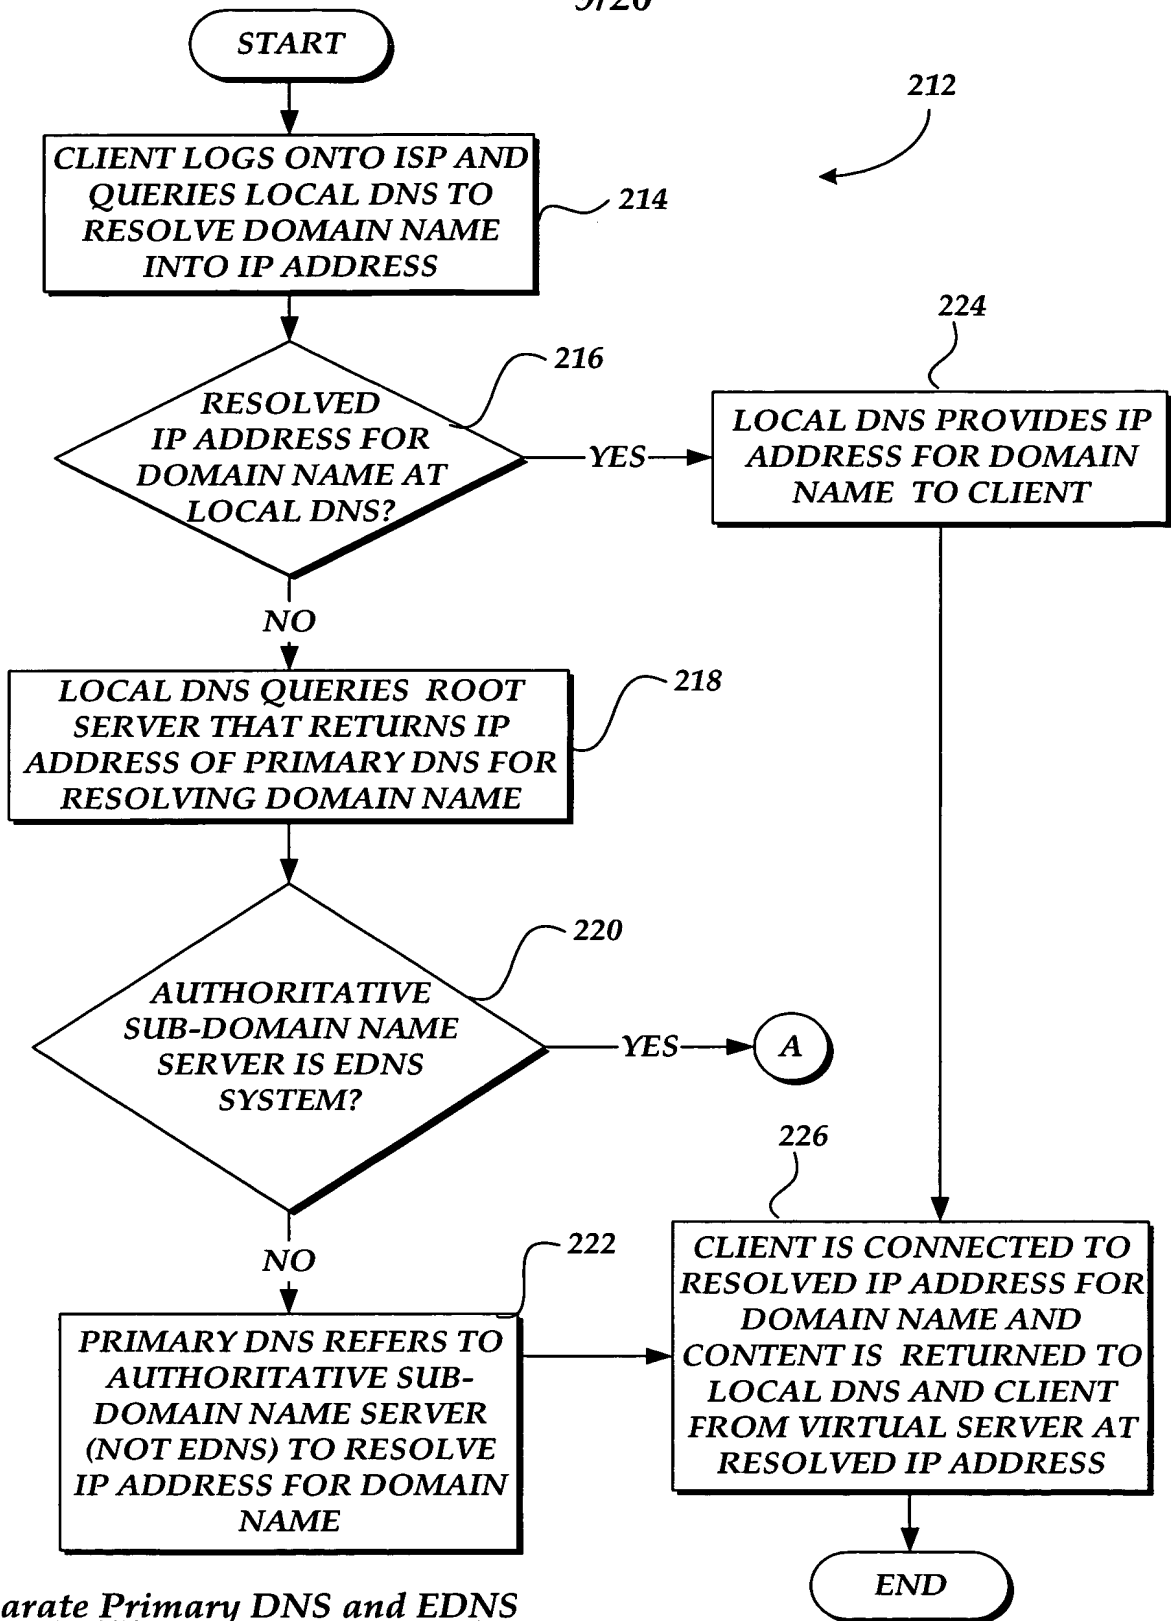 START
212
CLIENT LOGS ONTO ISP AND
QUERIES LOCAL DNS TO
RESOLVE DOMAIN NAME
INTO IP ADDRESS
214
216
RESOLVED
IP ADDRESS FOR
DOMAIN NAME AT
LOCAL DNS?
YES
224
LOCAL DNS PROVIDES IP
ADDRESS FOR DOMAIN
NAME TO CLIENT
NO
LOCAL DNS QUERIES ROOT
SERVER THAT RETURNS IP
ADDRESS OF PRIMARY DNS FOR
RESOLVING DOMAIN NAME
218
220
AUTHORITATIVE
SUB-DOMAIN NAME
SERVER IS EDNS
SYSTEM?
YES
A
NO
222
PRIMARY DNS REFERS TO
AUTHORITATIVE SUB-
DOMAIN NAME SERVER
(NOT EDNS) TO RESOLVE
IP ADDRESS FOR DOMAIN
NAME
226
CLIENT IS CONNECTED TO
RESOLVED IP ADDRESS FOR
DOMAIN NAME AND
CONTENT IS RETURNED TO
LOCAL DNS AND CLIENT
FROM VIRTUAL SERVER AT
RESOLVED IP ADDRESS
END
arate Primary DNS and EDNS